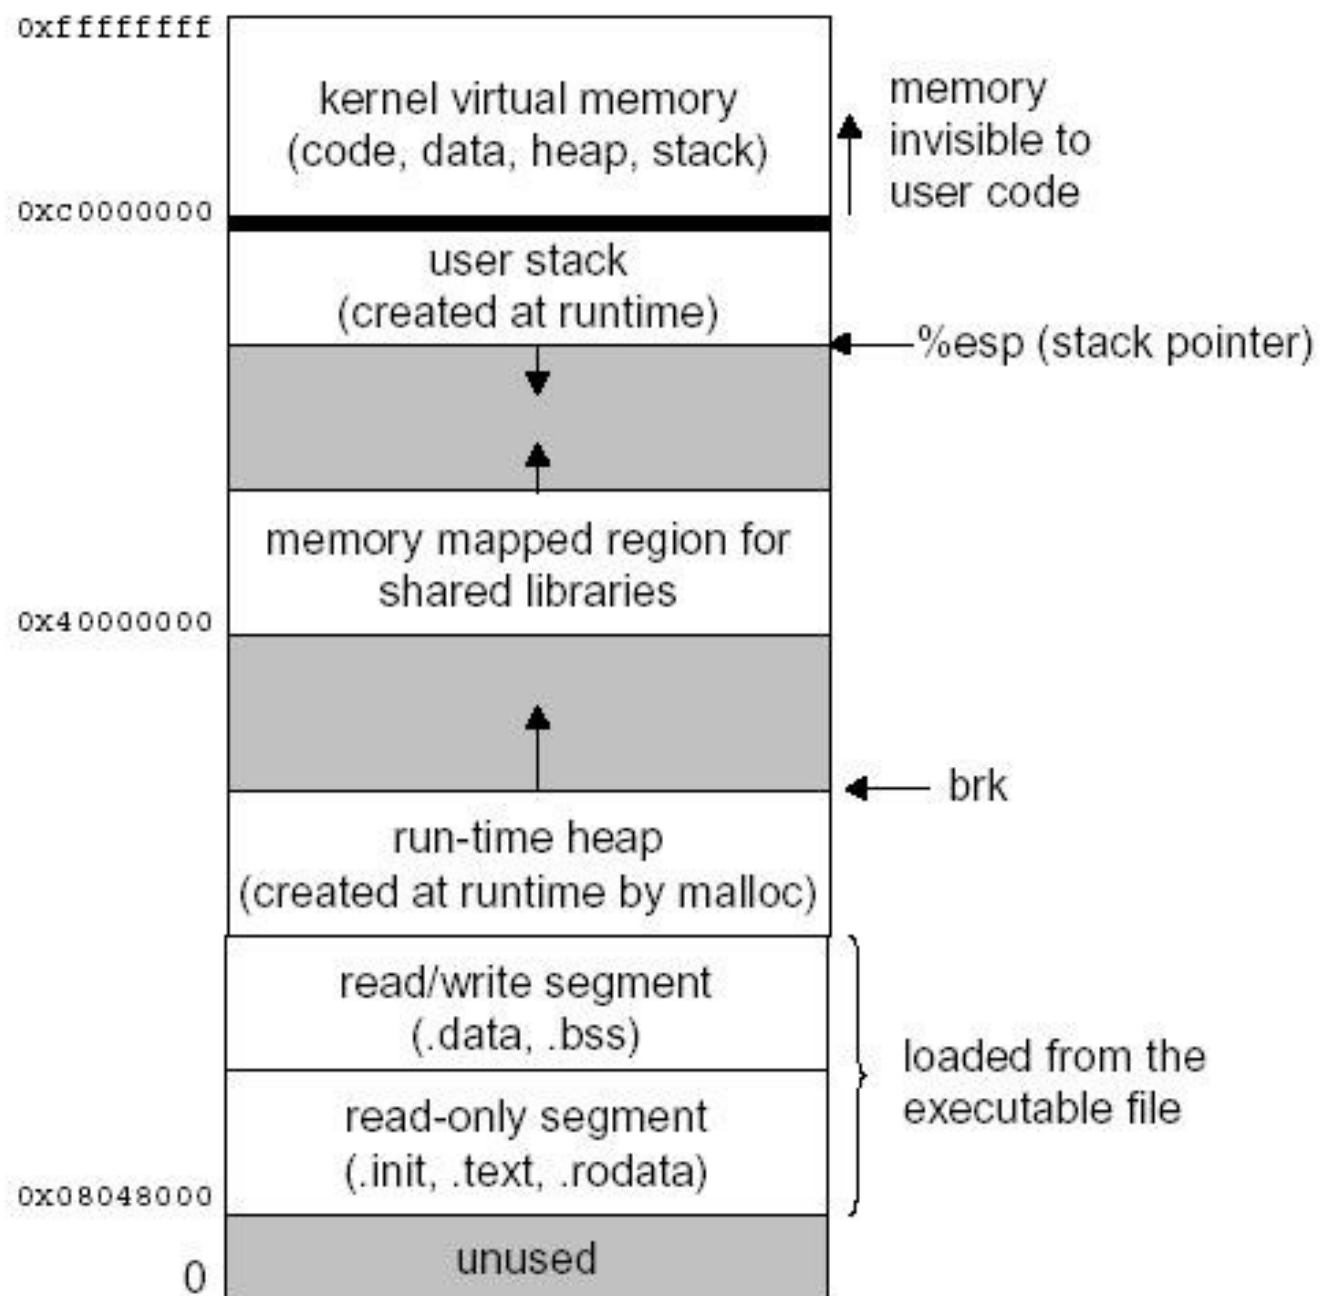 0xffffffff
kernel virtual memory
(code, data, heap, stack)
memory
invisible to
user code
0xc0000000
user stack
(created at runtime)
%esp (stack pointer)
memory mapped region for
shared libraries
0x40000000
brk
run-time heap
(created at runtime by malloc)
read/write segment
(.data, .bss)
loaded from the
executable file
read-only segment
(.init, .text, .rodata)
0x08048000
unused
0